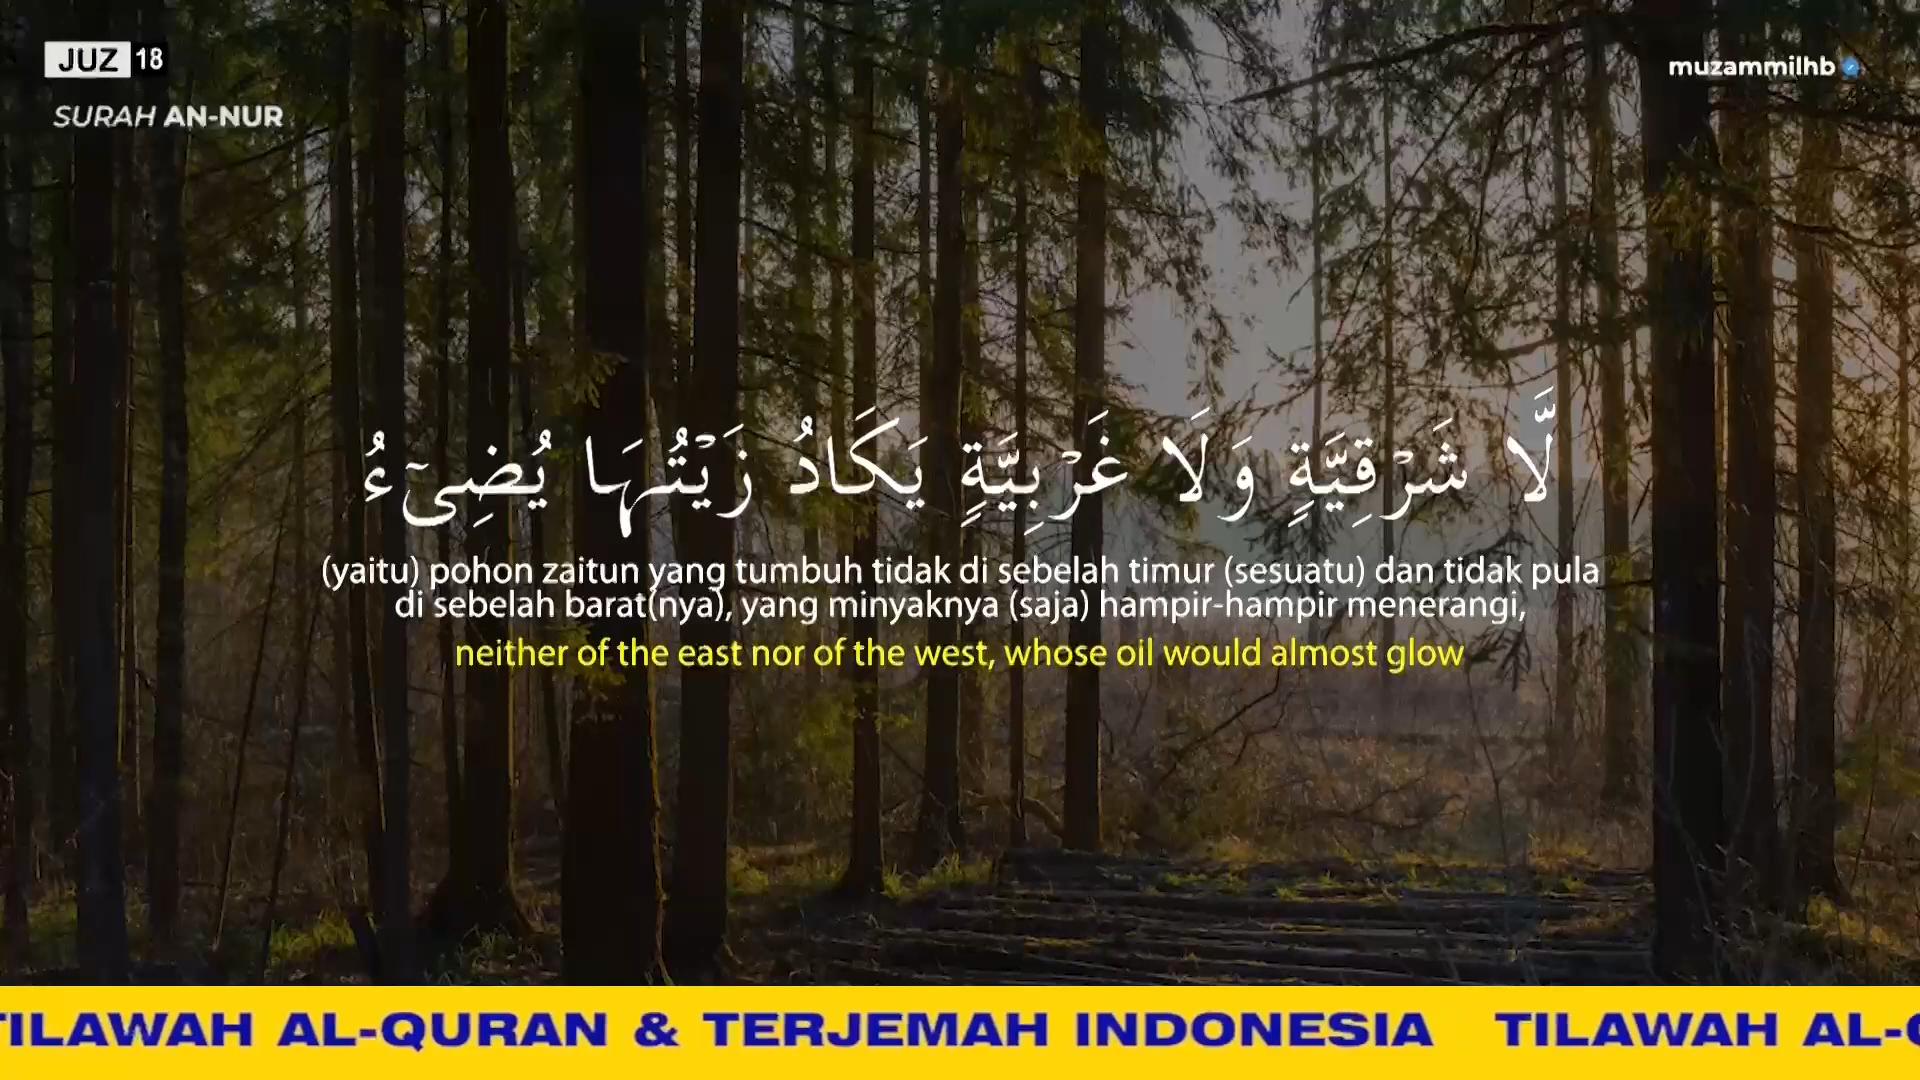 JUZ 18
SURAH AN-NUR
muzammilhb
لَّا شَرْقِيَّةٍ وَلَا غَرْبِيَّةٍ يَكَادُ زَيْتُهَا يُضِىٓءُ
(yaitu) pohon zaitun yang tumbuh tidak di sebelah timur (sesuatu) dan tidak pula
di sebelah barat(nya), yang minyaknya (saja) hampir-hampir menerangi,
neither of the east nor of the west, whose oil would almost glow
TILAWAH AL-QURAN & TERJEMAH INDONESIA TILAWAH AL-Q